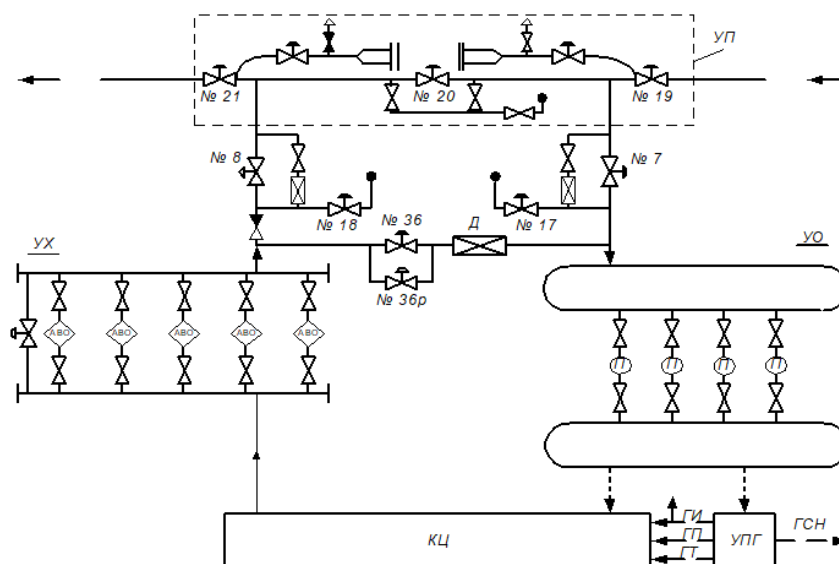 УП
№ 21
№ 20
№ 19
№ 8
№ 7
№ 18
№ 36
№ 17
Д
УХ
УО
№ 36р
АВО
АВО
АВО
АВО
АВО
П
П
П
П
КЦ
ГИ
ГП
ГТ
УПГ
ГСН